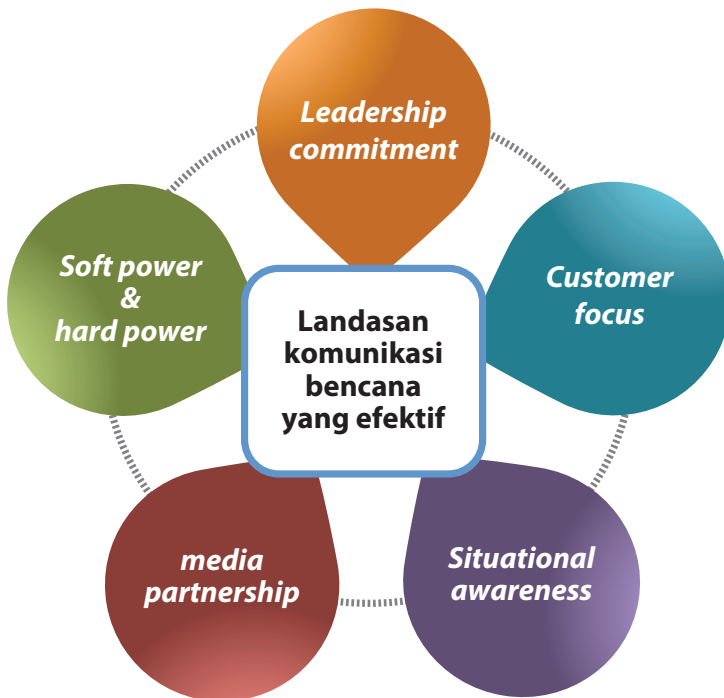 Leadership
commitment
Customer
focus
Situational
awareness
media
partnership
Soft power
&
hard power
Landasan
komunikasi
bencana
yang efektif